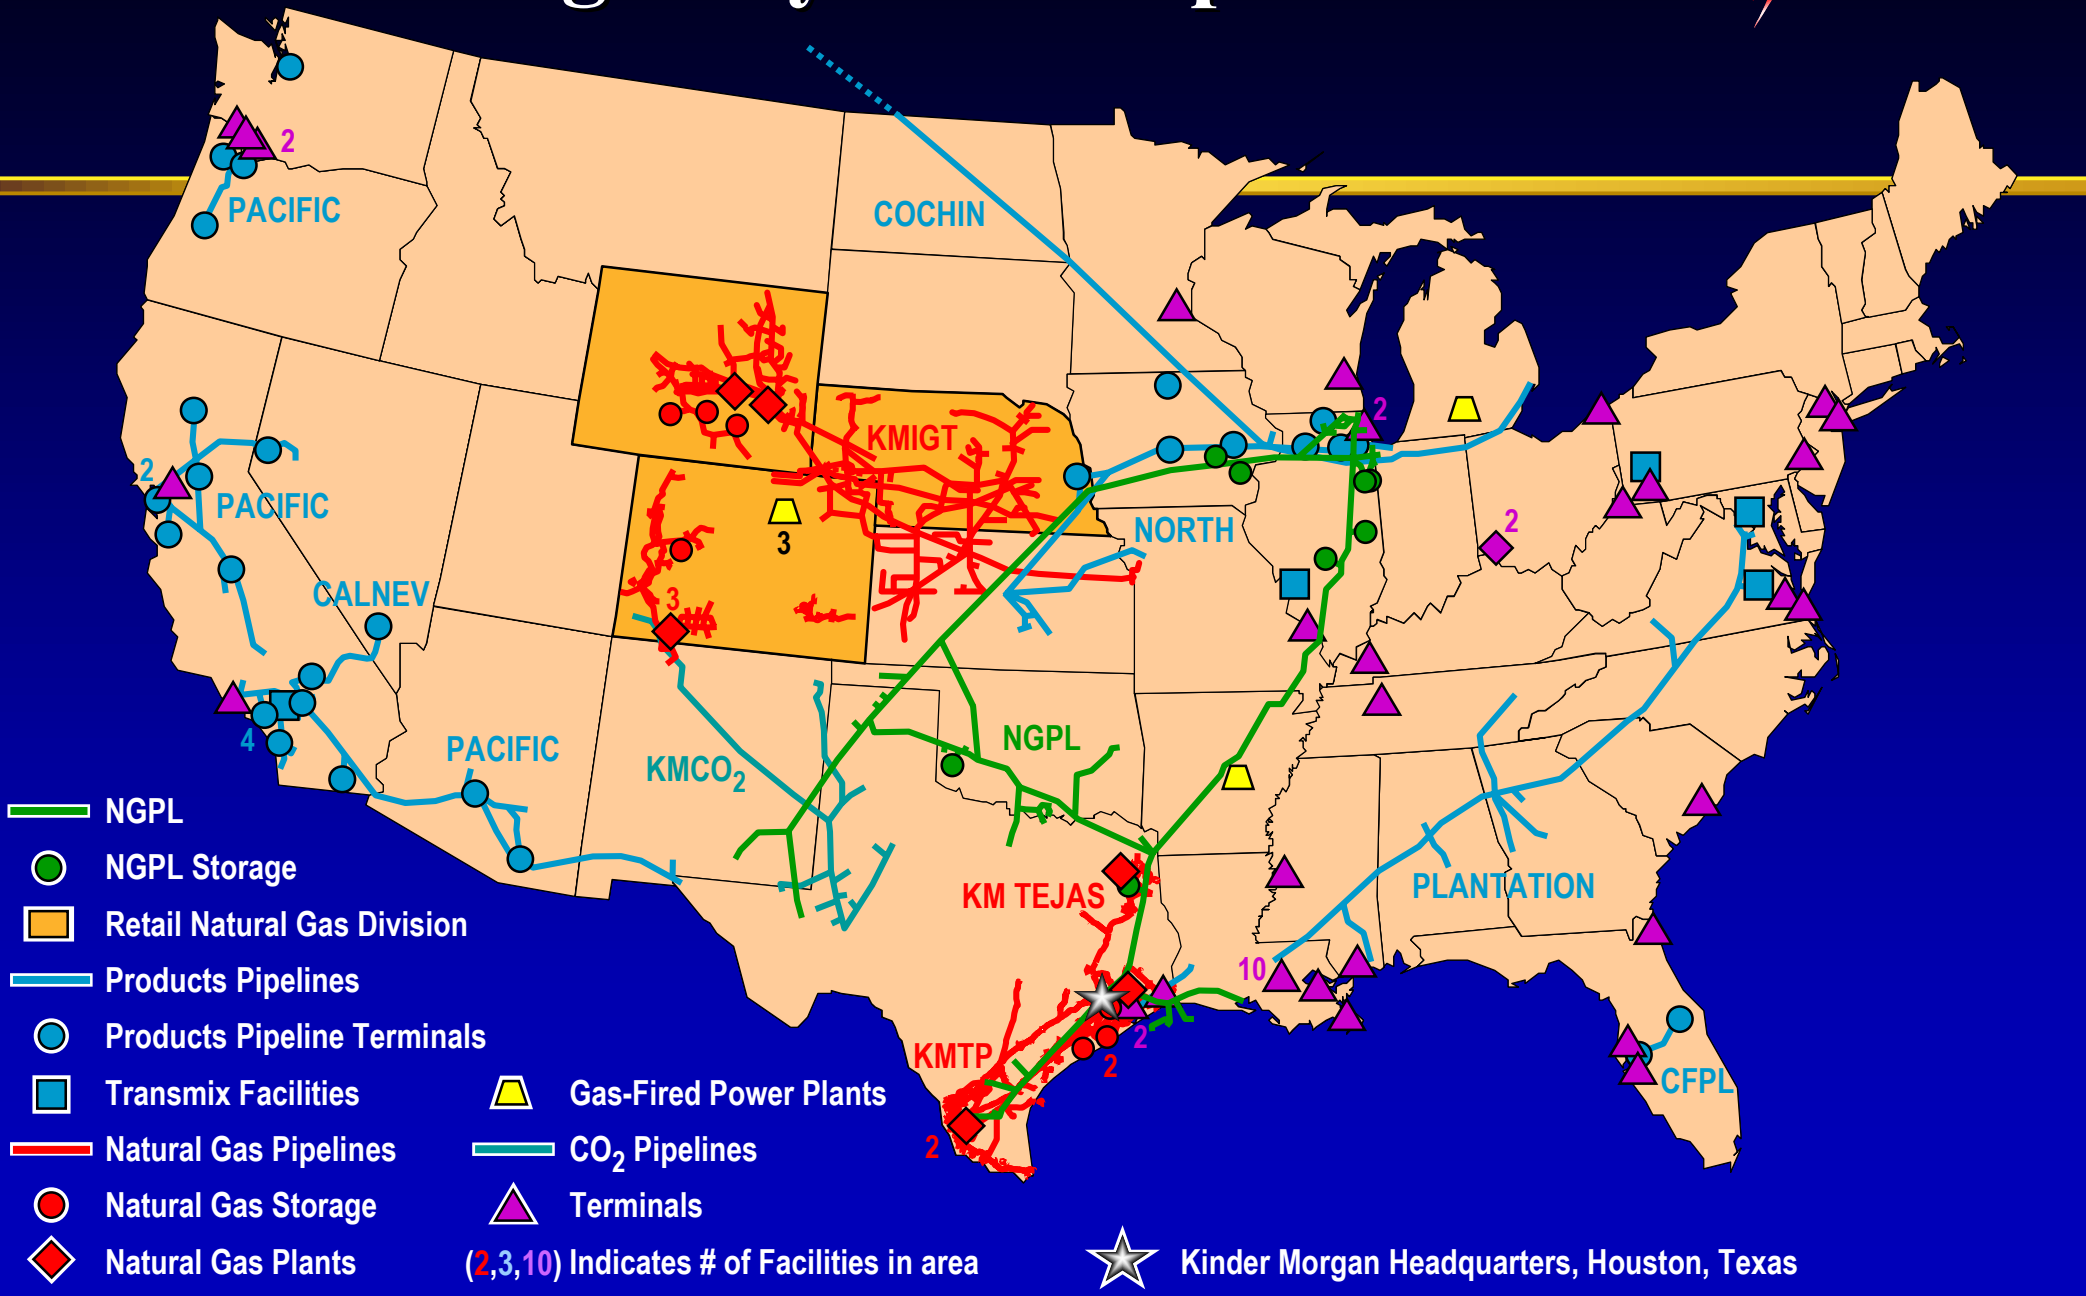 2
PACIFIC
COCHIN
2
KMIGT
2
PACIFIC
3
NORTH
2
CALNEV
3
4
PACIFIC
KMCO2
NGPL
KM TEJAS
PLANTATION
10
2
KMTP
2
CFPL
2
NGPL
NGPL Storage
Retail Natural Gas Division
Products Pipelines
Products Pipeline Terminals
Transmix Facilities
Gas-Fired Power Plants
Natural Gas Pipelines
CO2 Pipelines
Natural Gas Storage
Terminals
Natural Gas Plants
(2,3,10) Indicates # of Facilities in area
Kinder Morgan Headquarters, Houston, Texas